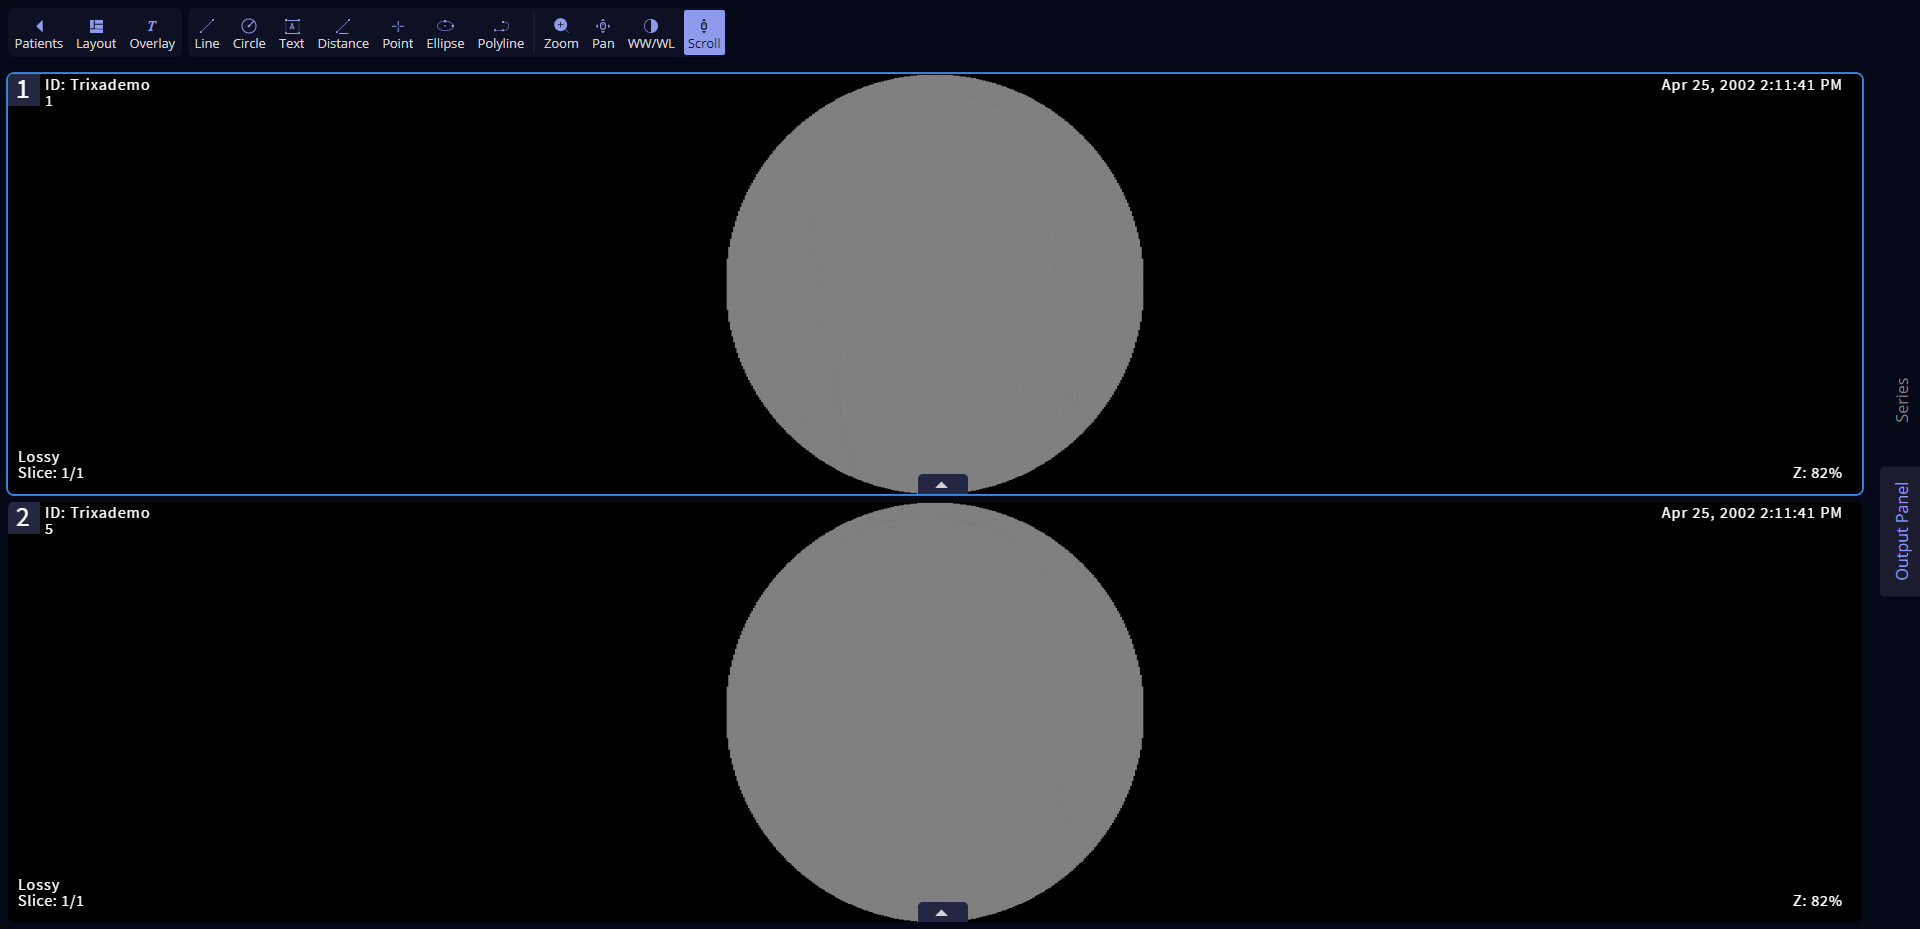 Patients Layout Overlay Line Circle Text Distance Point Ellipse Polyline Zoom Pan WW/WL Scroll
1 ID: Trixademo Apr 25, 2002 2:11:41 PM
1
Lossy
Slice: 1/1 Z: 82%
2 ID: Trixademo Apr 25, 2002 2:11:41 PM
5
Lossy
Slice: 1/1 Z: 82%
Series
Output Panel